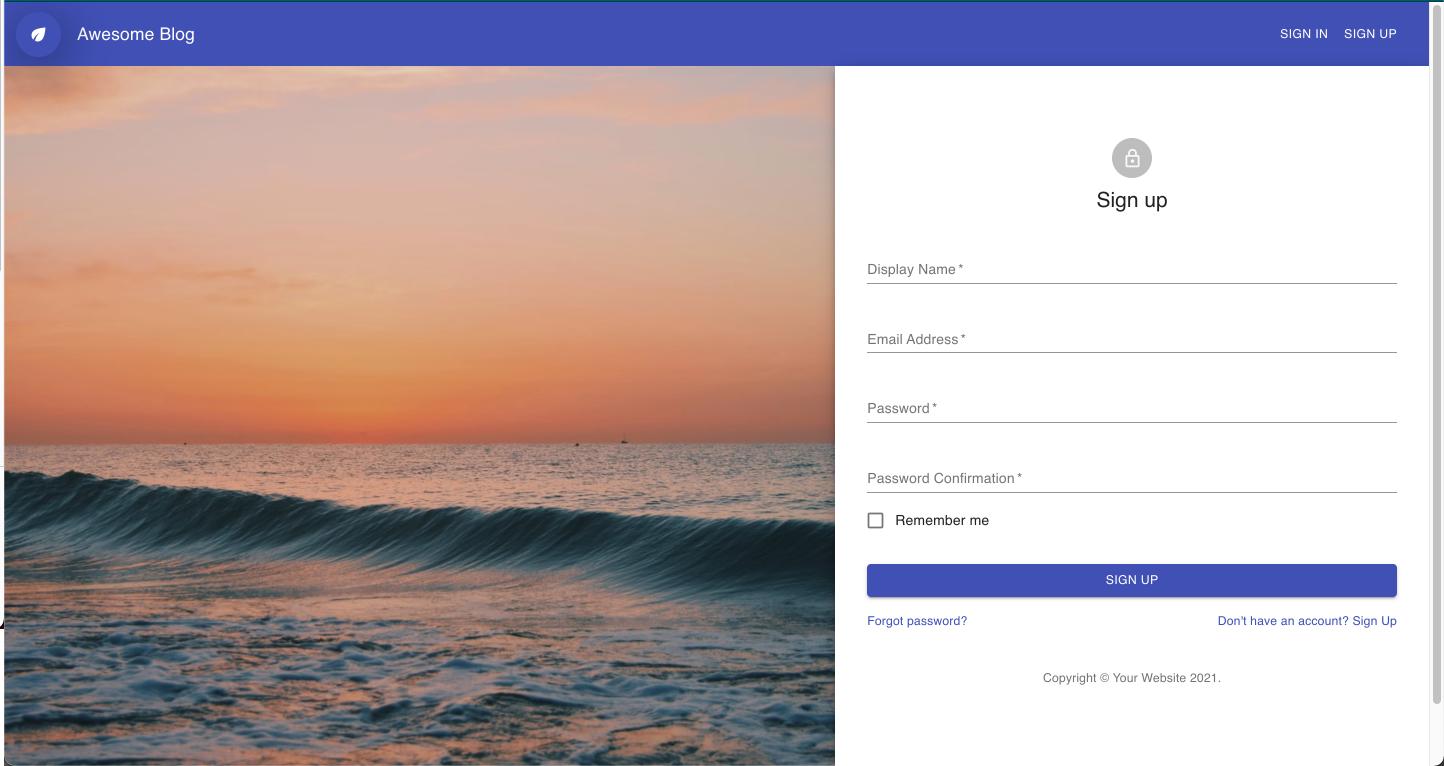 Awesome Blog
SIGN IN SIGN UP
Sign up
Display Name *
Email Address *
Password *
Password Confirmation *
Remember me
SIGN UP
Forgot password? Don't have an account? Sign Up
Copyright © Your Website 2021.